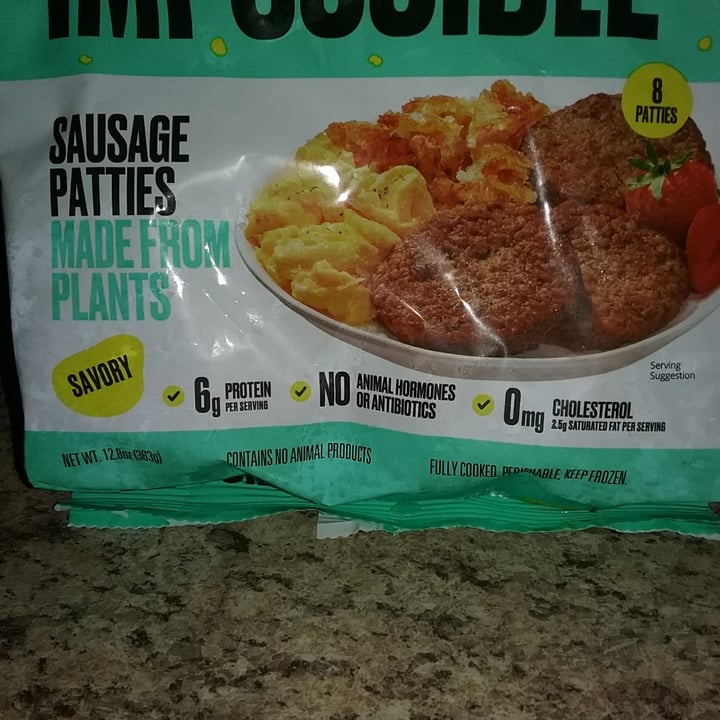 IMPOSSIBLE
8
PATTIES
SAUSAGE
PATTIES
MADE FROM
PLANTS
SAVORY
Serving
Suggestion
6g PROTEIN
PER SERVING
NO ANIMAL HORMONES
OR ANTIBIOTICS
0mg CHOLESTEROL
2.5g SATURATED FAT PER SERVING
NET WT. 12.8oz (363g)
CONTAINS NO ANIMAL PRODUCTS
FULLY COOKED. PERISHABLE. KEEP FROZEN.